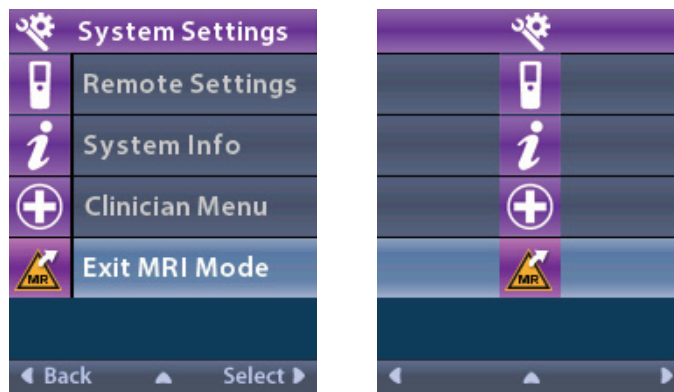 System Settings
Remote Settings
i System Info
Clinician Menu
MR Exit MRI Mode
Back Select
i
MR